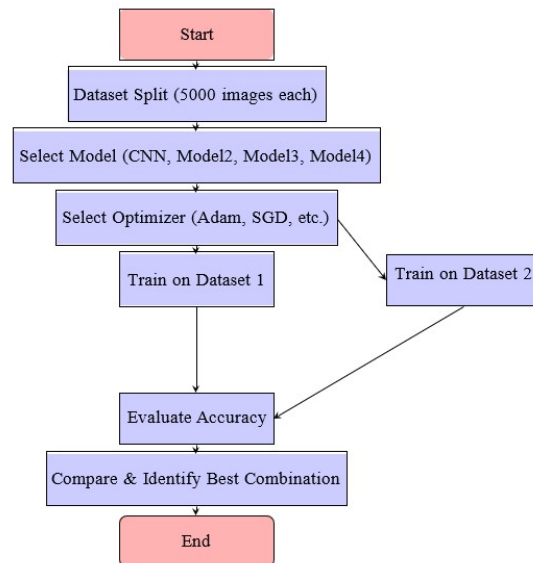 Start
Dataset Split (5000 images each)
Select Model (CNN, Model2, Model3, Model4)
Select Optimizer (Adam, SGD, etc.)
Train on Dataset 1
Train on Dataset 2
Evaluate Accuracy
Compare & Identify Best Combination
End